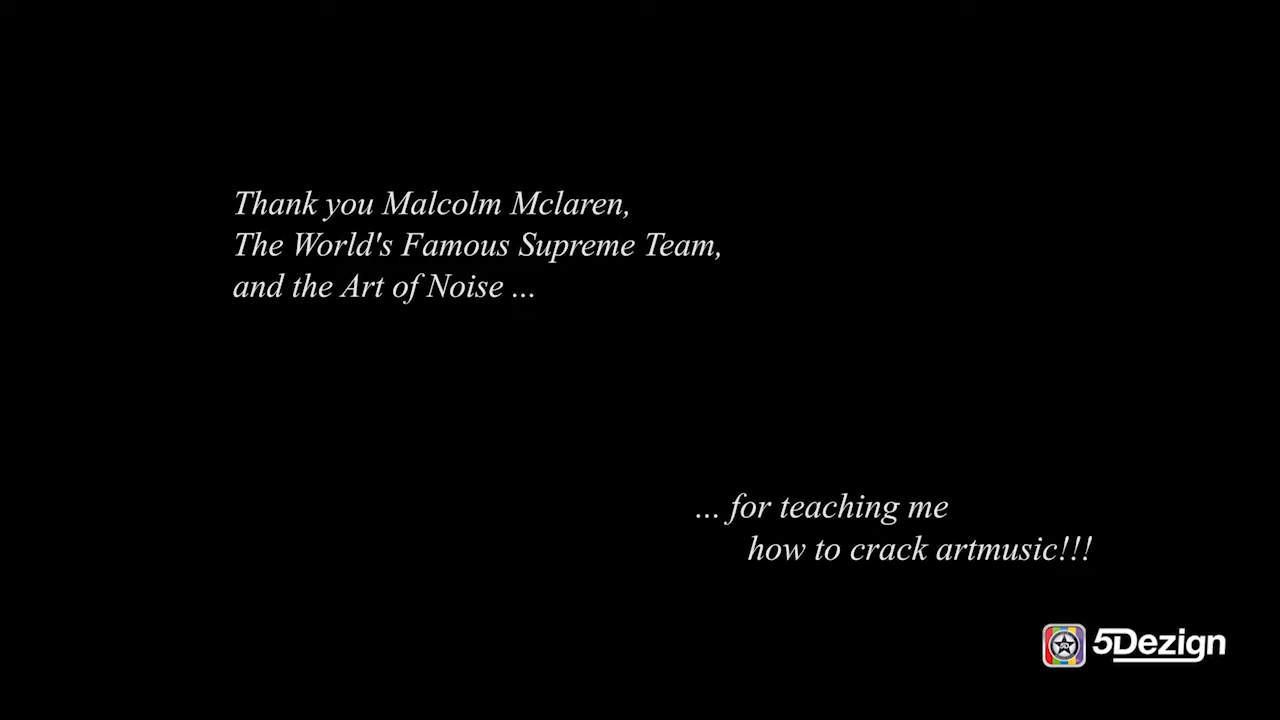 Thank you Malcolm Mclaren,
The World's Famous Supreme Team,
and the Art of Noise ...
... for teaching me
how to crack artmusic!!!
5Dezign